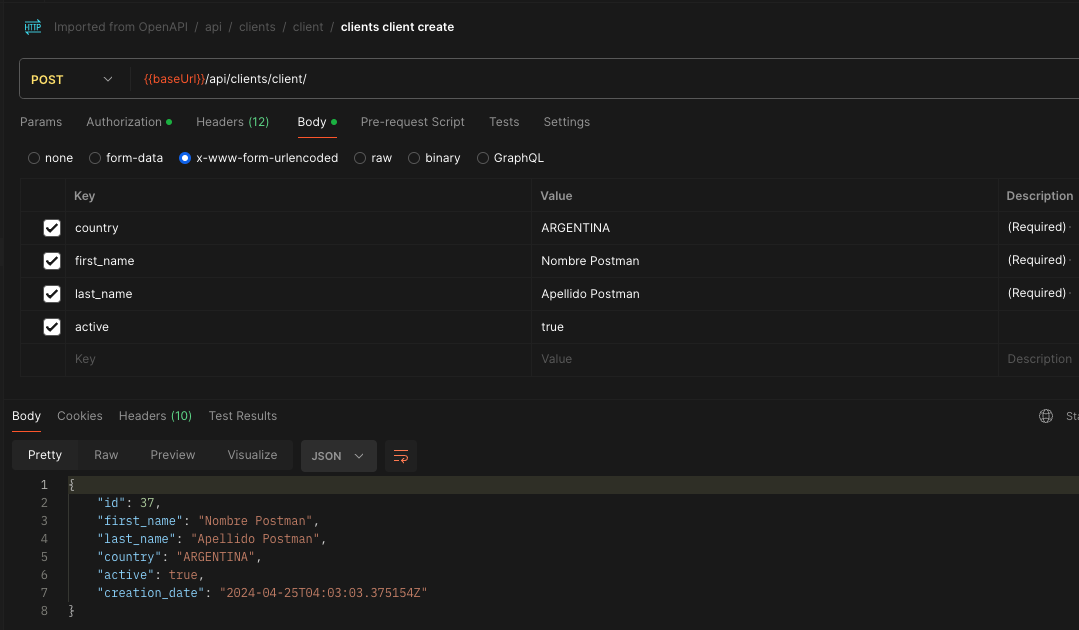 HTTP Imported from OpenAPI / api / clients / client / clients client create
POST {{baseUrl}}/api/clients/client/
Params Authorization Headers (12) Body Pre-request Script Tests Settings
none form-data x-www-form-urlencoded raw binary GraphQL
Key Value Description
country ARGENTINA (Required)
first_name Nombre Postman (Required)
last_name Apellido Postman (Required)
active true
Key Value Description
Body Cookies Headers (10) Test Results
Pretty Raw Preview Visualize JSON
1 {
2 "id": 37,
3 "first_name": "Nombre Postman",
4 "last_name": "Apellido Postman",
5 "country": "ARGENTINA",
6 "active": true,
7 "creation_date": "2024-04-25T04:03:03.375154Z"
8 }